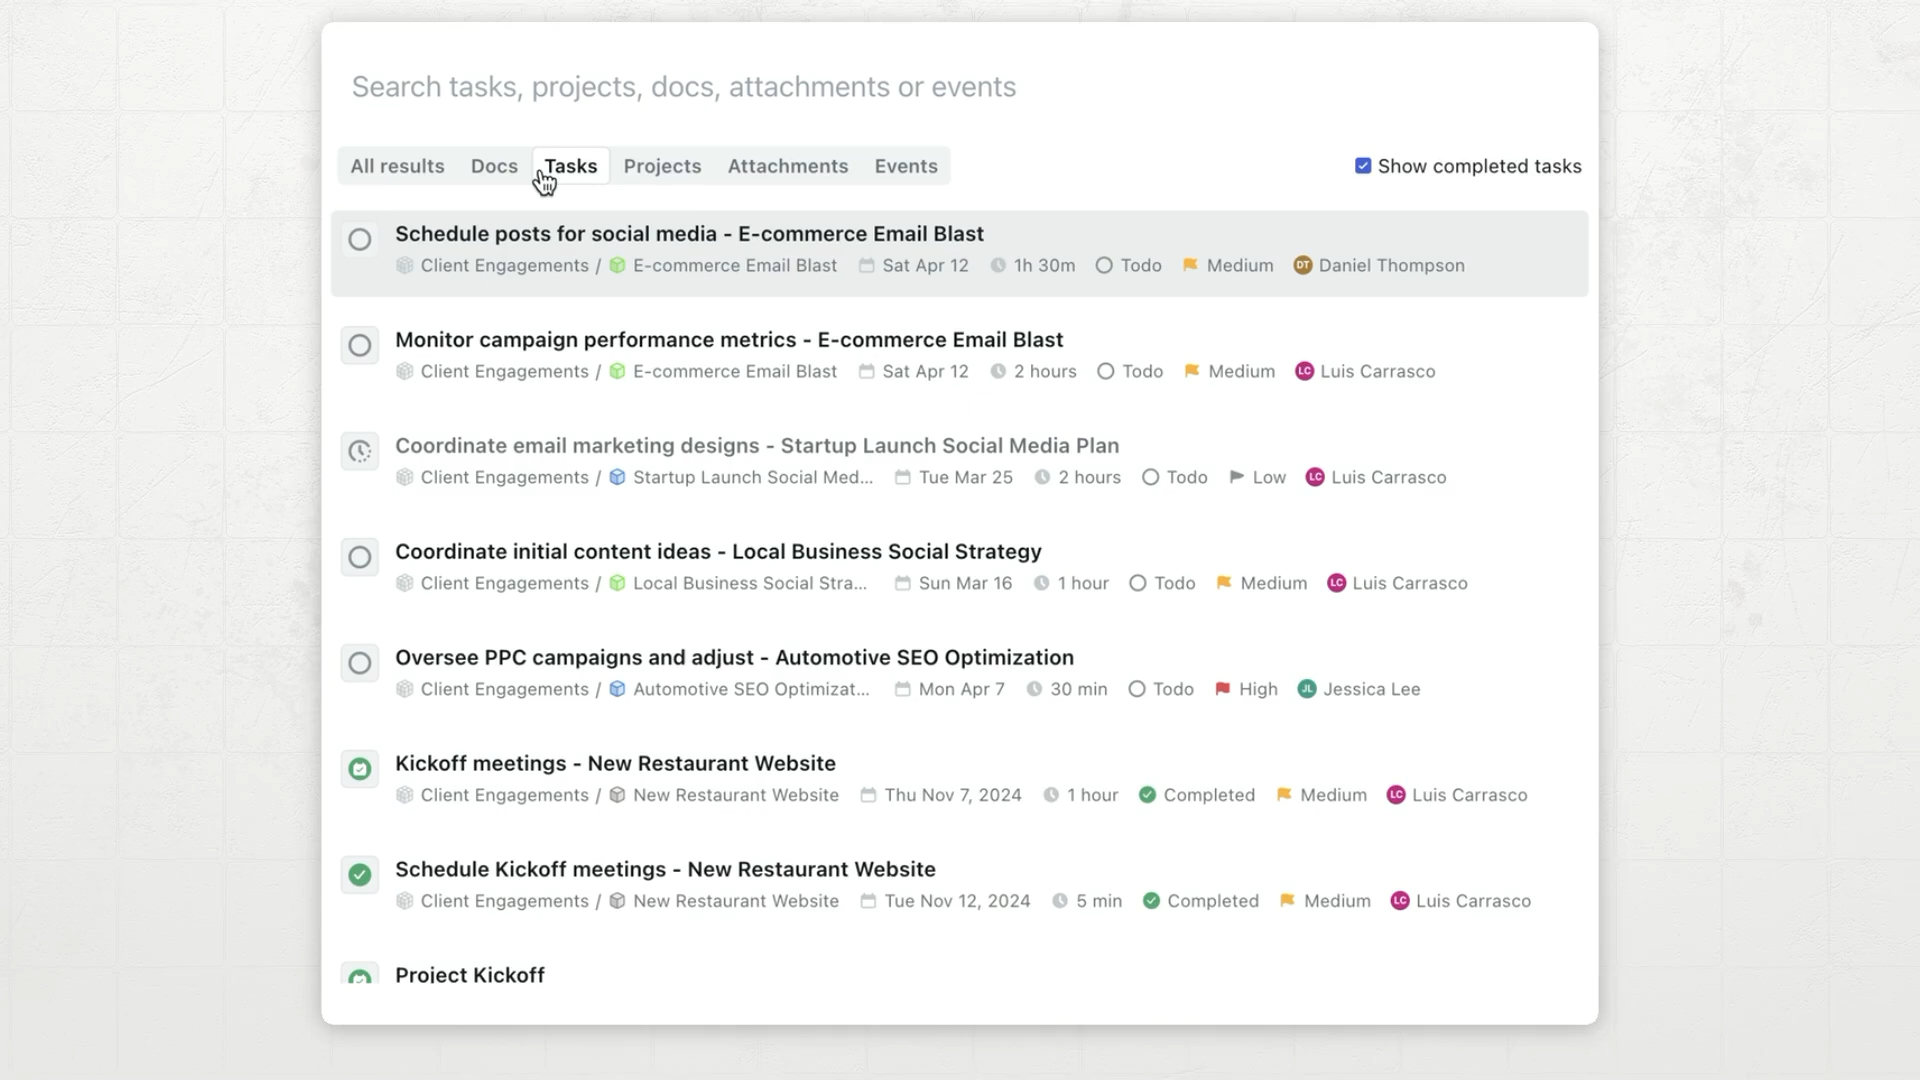 Search tasks, projects, docs, attachments or events
All results Docs Tasks Projects Attachments Events Show completed tasks
Schedule posts for social media - E-commerce Email Blast
Client Engagements / E-commerce Email Blast Sat Apr 12 1h 30m Todo Medium DT Daniel Thompson
Monitor campaign performance metrics - E-commerce Email Blast
Client Engagements / E-commerce Email Blast Sat Apr 12 2 hours Todo Medium LC Luis Carrasco
Coordinate email marketing designs - Startup Launch Social Media Plan
Client Engagements / Startup Launch Social Med... Tue Mar 25 2 hours Todo Low LC Luis Carrasco
Coordinate initial content ideas - Local Business Social Strategy
Client Engagements / Local Business Social Stra... Sun Mar 16 1 hour Todo Medium LC Luis Carrasco
Oversee PPC campaigns and adjust - Automotive SEO Optimization
Client Engagements / Automotive SEO Optimizat... Mon Apr 7 30 min Todo High JL Jessica Lee
Kickoff meetings - New Restaurant Website
Client Engagements / New Restaurant Website Thu Nov 7, 2024 1 hour Completed Medium LC Luis Carrasco
Schedule Kickoff meetings - New Restaurant Website
Client Engagements / New Restaurant Website Tue Nov 12, 2024 5 min Completed Medium LC Luis Carrasco
Project Kickoff